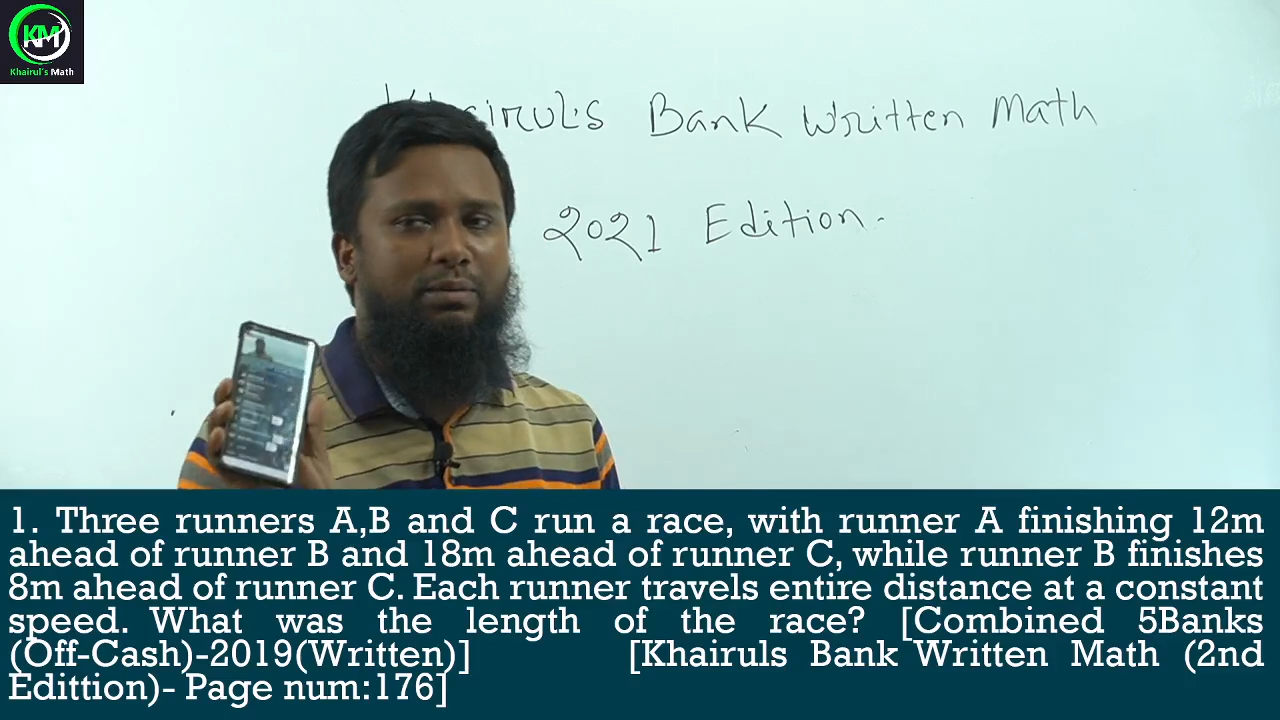 KM
Khairul's Math
Khairul's Bank Written Math
2021 Edition.
1. Three runners A,B and C run a race, with runner A finishing 12m
ahead of runner B and 18m ahead of runner C, while runner B finishes
8m ahead of runner C. Each runner travels entire distance at a constant
speed. What was the length of the race? [Combined 5Banks
(Off-Cash)-2019(Written)] [Khairuls Bank Written Math (2nd
Edittion)- Page num:176]